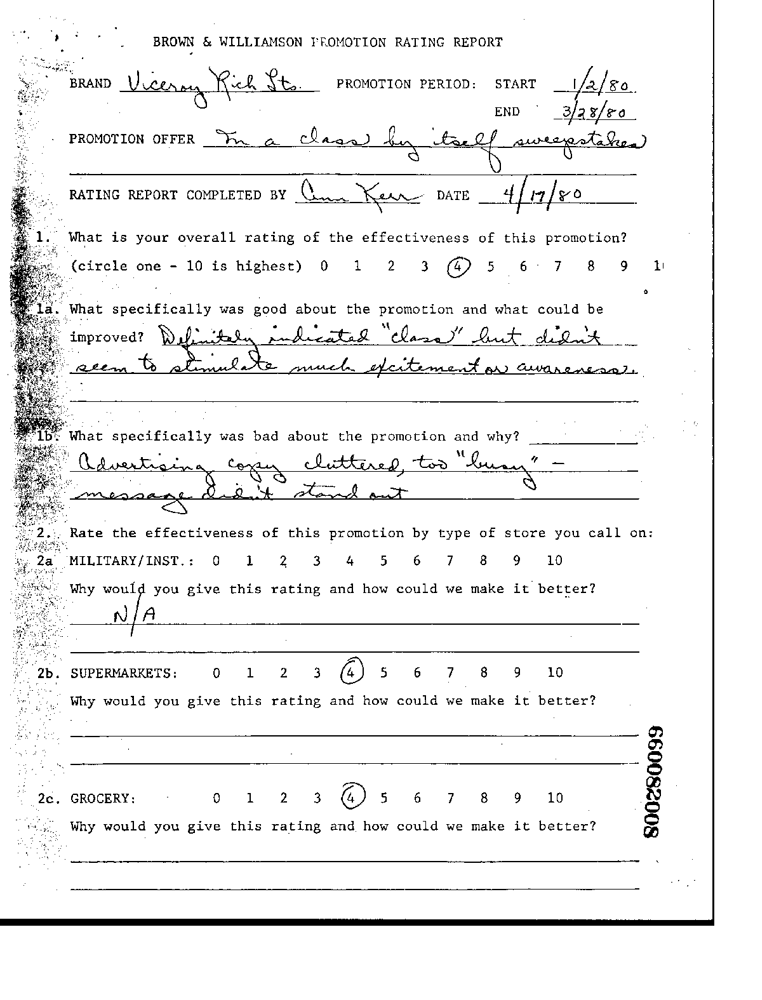 BROWN & WILLIAMSON PROMOTION RATING REPORT
BRAND Viceroy Rich Lts. PROMOTION PERIOD: START 1/2/80
END 3/28/80
PROMOTION OFFER In a class by itself sweepstakes
RATING REPORT COMPLETED BY Ann Kerr DATE 4/17/80
1. What is your overall rating of the effectiveness of this promotion?
(circle one - 10 is highest) 0 1 2 3 4 5 6 7 8 9 10
1a. What specifically was good about the promotion and what could be
improved? Definitely indicated "class" but didn't
seem to stimulate much excitement or awareness.
1b. What specifically was bad about the promotion and why?
Advertising copy cluttered, too "busy" -
message didn't stand out
2. Rate the effectiveness of this promotion by type of store you call on:
2a MILITARY/INST.: 0 1 2 3 4 5 6 7 8 9 10
Why would you give this rating and how could we make it better?
N/A
2b. SUPERMARKETS: 0 1 2 3 4 5 6 7 8 9 10
Why would you give this rating and how could we make it better?
2c. GROCERY: 0 1 2 3 4 5 6 7 8 9 10
Why would you give this rating and how could we make it better?
660082008